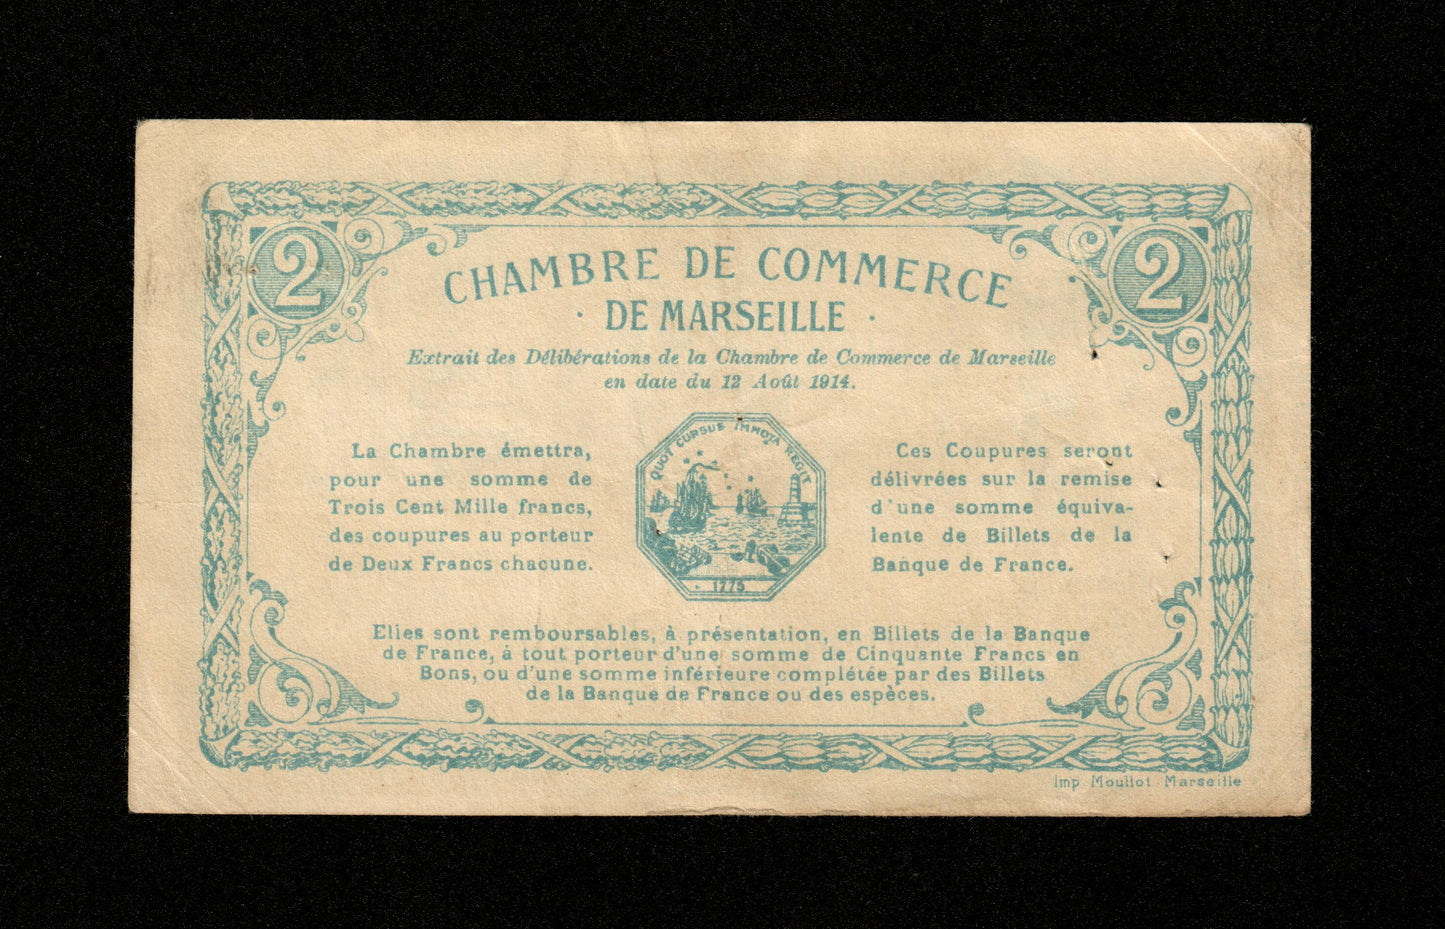 2
2
CHAMBRE DE COMMERCE
· DE MARSEILLE ·
Extrait des Délibérations de la Chambre de Commerce de Marseille
en date du 12 Août 1914.
La Chambre émettra,
pour une somme de
Trois Cent Mille francs,
des coupures au porteur
de Deux Francs chacune.
QUOT CURSUS IMMOTA REGIT
· 1775
Ces Coupures seront
délivrées sur la remise
d'une somme équiva-
lente de Billets de la
Banque de France.
Elles sont remboursables, à présentation, en Billets de la Banque
de France, à tout porteur d'une somme de Cinquante Francs en
Bons, ou d'une somme inférieure complétée par des Billets
de la Banque de France ou des espèces.
Imp Moullot Marseille